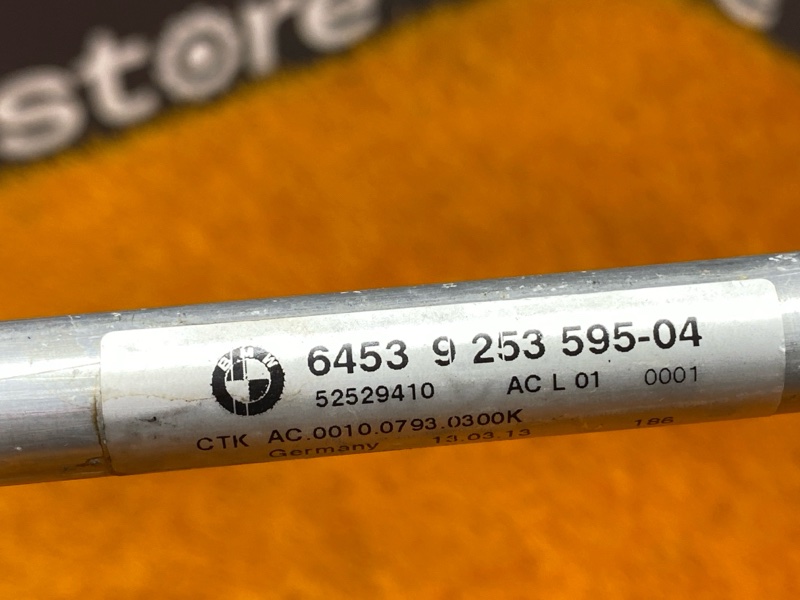 store
BMW
6453 9 253 595-04
52529410 AC L 01 0001
CTK AC.0010.0793.0300K
Germany 13.03.13 186